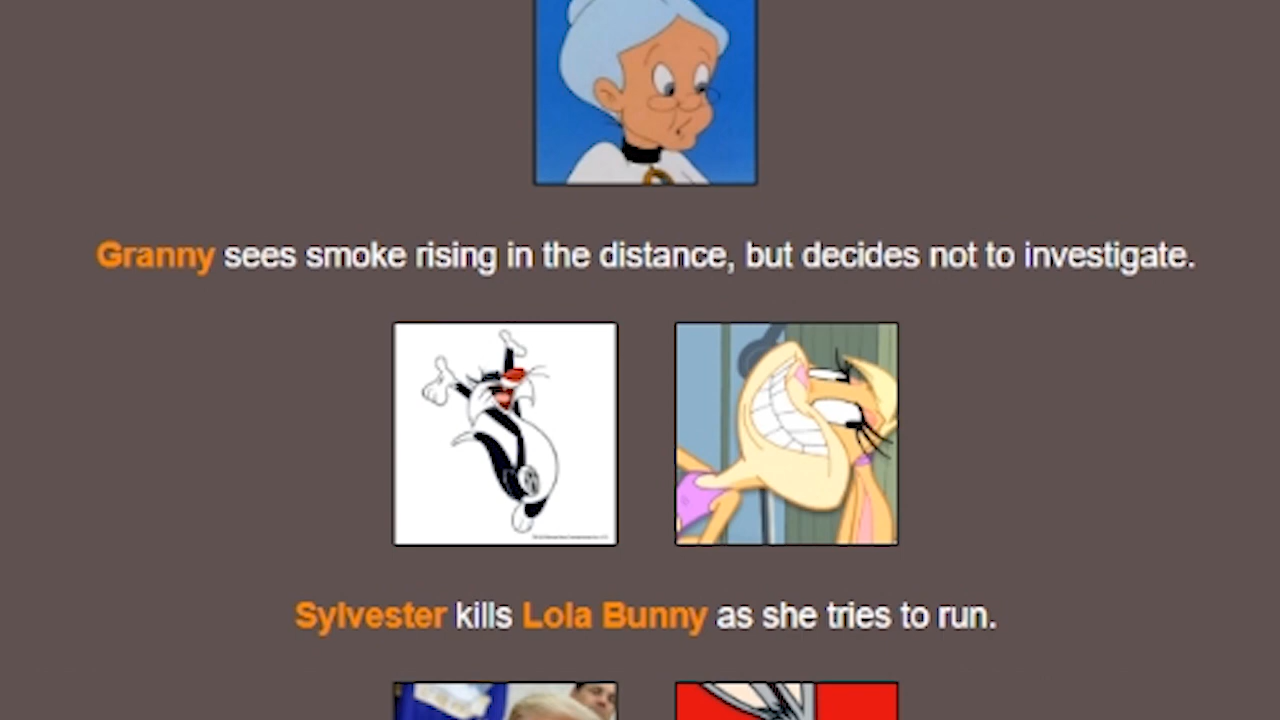 Granny sees smoke rising in the distance, but decides not to investigate.
Sylvester kills Lola Bunny as she tries to run.